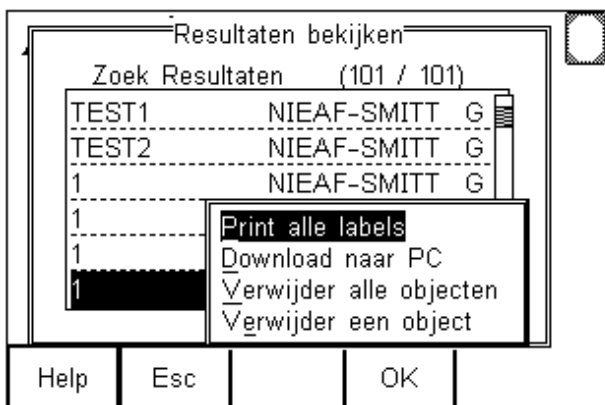 Resultaten bekijken
Zoek Resultaten (101 / 101)
TEST1 NIEAF-SMITT G
TEST2 NIEAF-SMITT G
1 NIEAF-SMITT G
1
1
1
Print alle labels
Download naar PC
Verwijder alle objecten
Verwijder een object
Help Esc OK